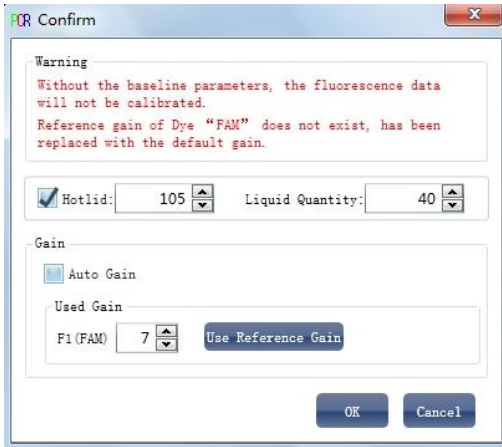 PCR Confirm
Warning
Without the baseline parameters, the fluorescence data
will not be calibrated.
Reference gain of Dye “FAM” does not exist, has been
replaced with the default gain.
Hotlid: 105 Liquid Quantity: 40
Gain
Auto Gain
Used Gain
F1(FAM) 7 Use Reference Gain
OK Cancel